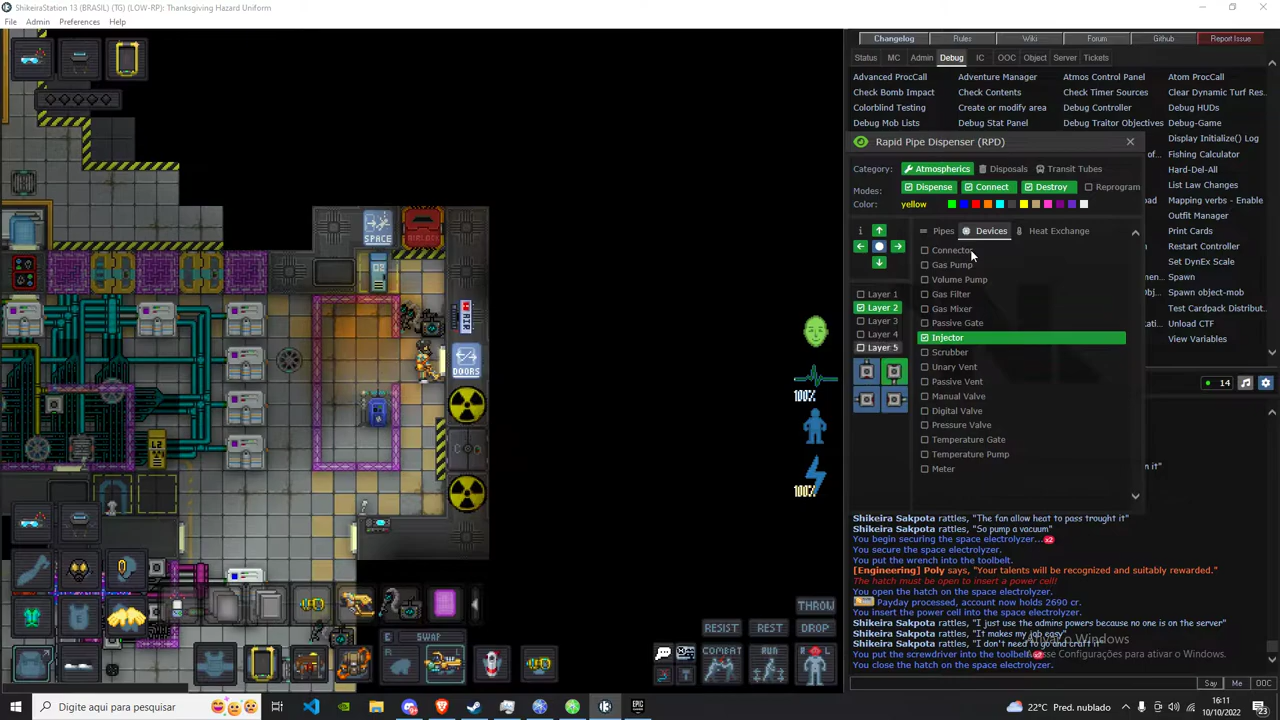 ShikeiraStation 13 (BRASIL) (TG) (LOW-RP): Thanksgiving Hazard Uniform
File Admin Preferences Help
Changelog Rules Wiki Forum Github Report Issue
Status MC Admin Debug IC OOC Object Server Tickets
Advanced ProcCall Adventure Manager Atmos Control Panel Atom ProcCall
Check Bomb Impact Check Contents Check Timer Sources Clear Dynamic Turf Res...
Colorblind Testing Create or modify area Debug Controller Debug HUDs
Debug Mob Lists Debug Stat Panel Debug Traitor Objectives Debug-Game
Display Initialize() Log
Fishing Calculator
Hard-Del-All
List Law Changes
Mapping verbs - Enable
Outfit Manager
Print Cards
Restart Controller
Set DynEx Scale
Spawn
Spawn object-mob
Test Cardpack Distribut...
Unload CTF
View Variables
Rapid Pipe Dispenser (RPD)
Category: Atmospherics Disposals Transit Tubes
Modes: Dispense Connect Destroy Reprogram
Color: yellow
Pipes Devices Heat Exchange
Connector
Gas Pump
Volume Pump
Gas Filter
Gas Mixer
Passive Gate
Injector
Scrubber
Unary Vent
Passive Vent
Manual Valve
Digital Valve
Pressure Valve
Temperature Gate
Temperature Pump
Meter
Layer 1
Layer 2
Layer 3
Layer 4
Layer 5
14
SPACE
AIRLOCK
AIR
DOORS
L2
100%
100%
THROW
RESIST REST DROP
SWAP
R L
COMBAT RUN
Shikeira Sakpota rattles, "The fan allow heat to pass trought it"
Shikeira Sakpota rattles, "So pump a vacuum"
You begin securing the space electrolyzer... x2
You secure the space electrolyzer.
You put the wrench into the toolbelt.
[Engineering] Poly says, "Your talents will be recognized and suitably rewarded."
The hatch must be open to insert a power cell!
You open the hatch on the space electrolyzer.
Payday processed, account now holds 2690 cr.
You insert the power cell into the space electrolyzer.
Shikeira Sakpota rattles, "I just use the admins powers because no one is on the server"
Shikeira Sakpota rattles, "It makes my job easy"
Shikeira Sakpota rattles, "I don't need to go and craft it"
You put the screwdriver into the toolbelt. x2
You close the hatch on the space electrolyzer.
Ativar o Windows
Acesse Configurações para ativar o Windows.
Say Me OOC
Digite aqui para pesquisar
22°C Pred. nublado
16:11
10/10/2022
23